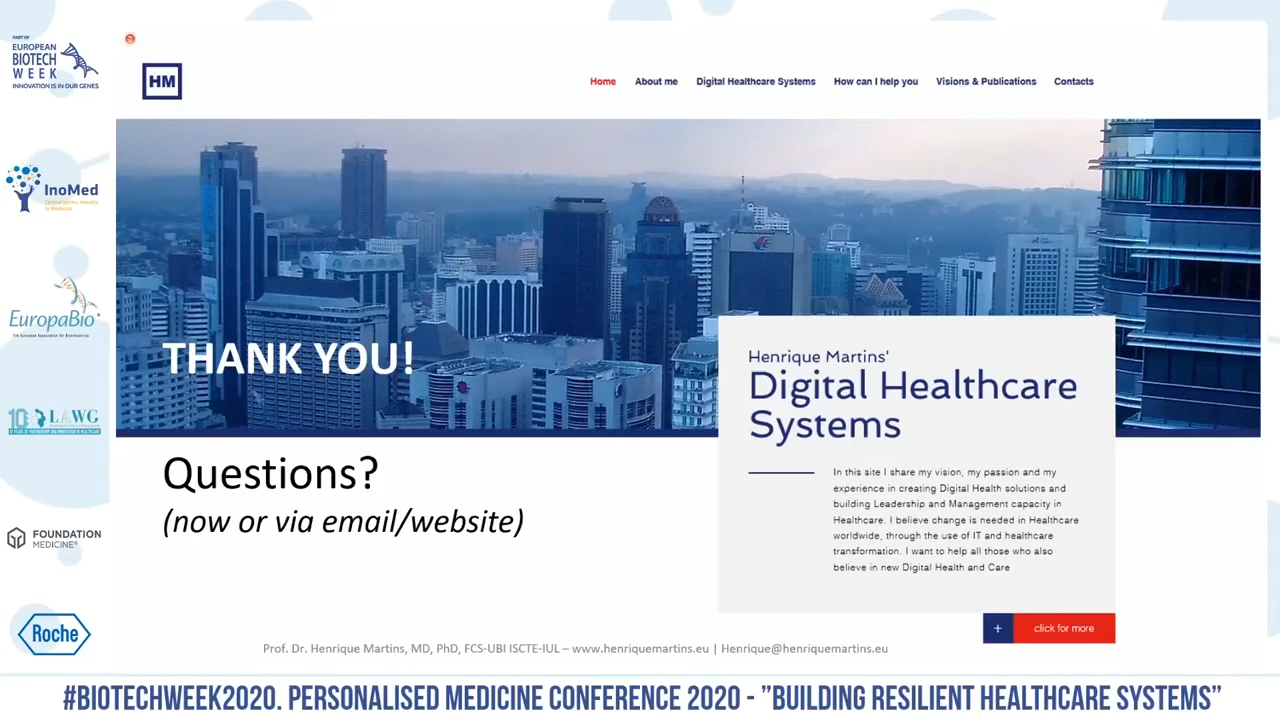 PART OF
EUROPEAN
BIOTECH
WEEK
INNOVATION IS IN OUR GENES
InoMed
EuropaBio
LAWG
FOUNDATION
MEDICINE
Roche
HM
Home About me Digital Healthcare Systems How can I help you Visions & Publications Contacts
THANK YOU!
Questions?
(now or via email/website)
Henrique Martins'
Digital Healthcare
Systems
In this site I share my vision, my passion and my
experience in creating Digital Health solutions and
building Leadership and Management capacity in
Healthcare. I believe change is needed in Healthcare
worldwide, through the use of IT and healthcare
transformation. I want to help all those who also
believe in new Digital Health and Care
+ click for more
Prof. Dr. Henrique Martins, MD, PhD, FCS-UBI ISCTE-IUL – www.henriquemartins.eu | Henrique@henriquemartins.eu
#BIOTECHWEEK2020. PERSONALISED MEDICINE CONFERENCE 2020 - ”BUILDING RESILIENT HEALTHCARE SYSTEMS”